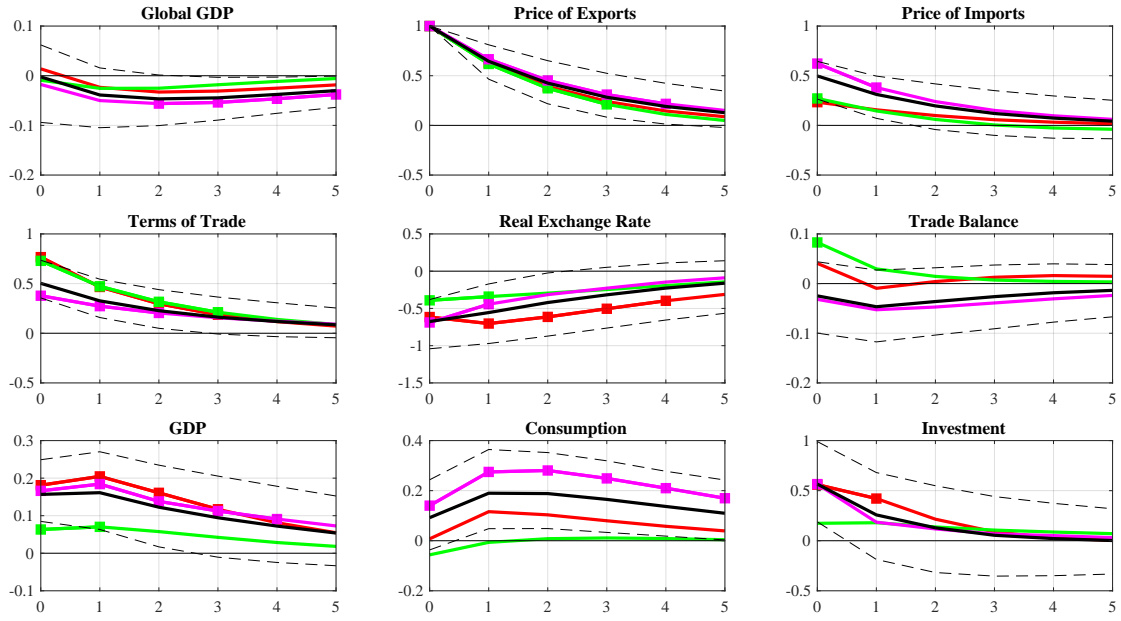 Global GDP
Price of Exports
Price of Imports
0.1
0
-0.1
-0.2
0 1 2 3 4 5
1
0.5
0
-0.5
0 1 2 3 4 5
1
0.5
0
-0.5
0 1 2 3 4 5
Terms of Trade
Real Exchange Rate
Trade Balance
1
0.5
0
-0.5
0 1 2 3 4 5
0.5
0
-0.5
-1
-1.5
0 1 2 3 4 5
0.1
0
-0.1
-0.2
0 1 2 3 4 5
GDP
Consumption
Investment
0.3
0.2
0.1
0
-0.1
0 1 2 3 4 5
0.4
0.2
0
-0.2
0 1 2 3 4 5
1
0.5
0
-0.5
0 1 2 3 4 5